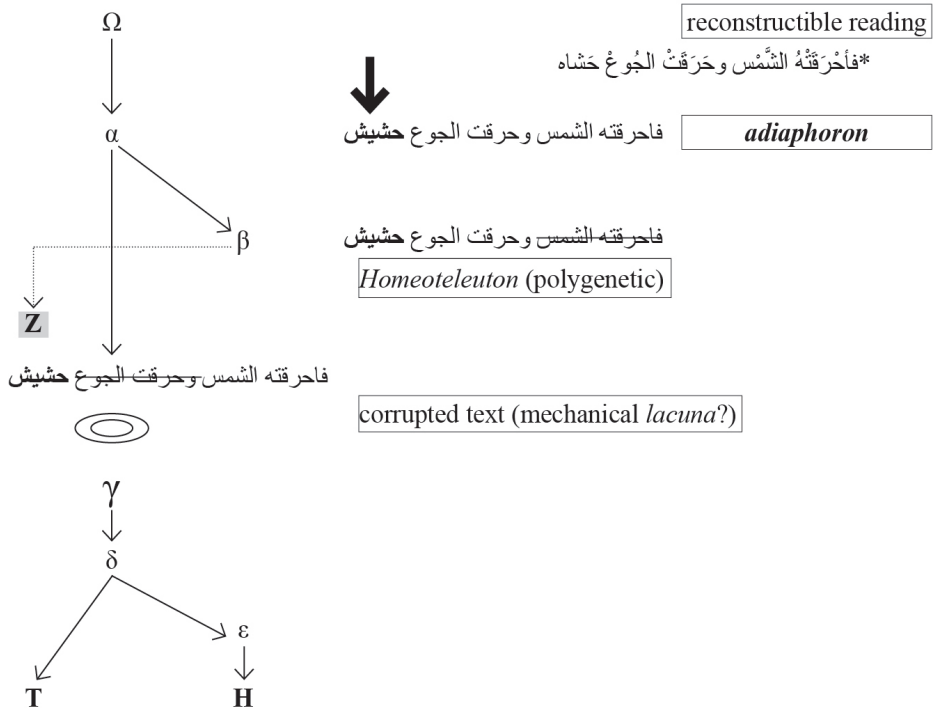 Ω
reconstructible reading
*فأحْرَقَتْهُ الشَّمْس وحَرَقَتْ الجُوعْ حَشاه
α
فاحرقته الشمس وحرقت الجوع حشيش
adiaphoron
β
فاحرقته الشمس وحرقت الجوع حشيش
Homeoteleuton (polygenetic)
Z
فاحرقته الشمس وحرقت الجوع حشيش
corrupted text (mechanical lacuna?)
γ
δ
ε
T
H